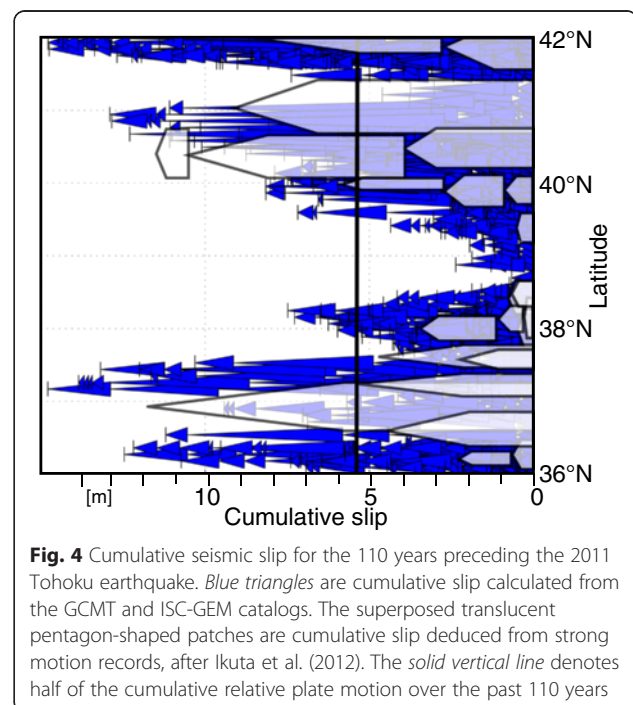 42°N
40°N
Latitude
38°N
36°N
[m] 10 5 0
Cumulative slip
Fig. 4 Cumulative seismic slip for the 110 years preceding the 2011
Tohoku earthquake. Blue triangles are cumulative slip calculated from
the GCMT and ISC-GEM catalogs. The superposed translucent
pentagon-shaped patches are cumulative slip deduced from strong
motion records, after Ikuta et al. (2012). The solid vertical line denotes
half of the cumulative relative plate motion over the past 110 years